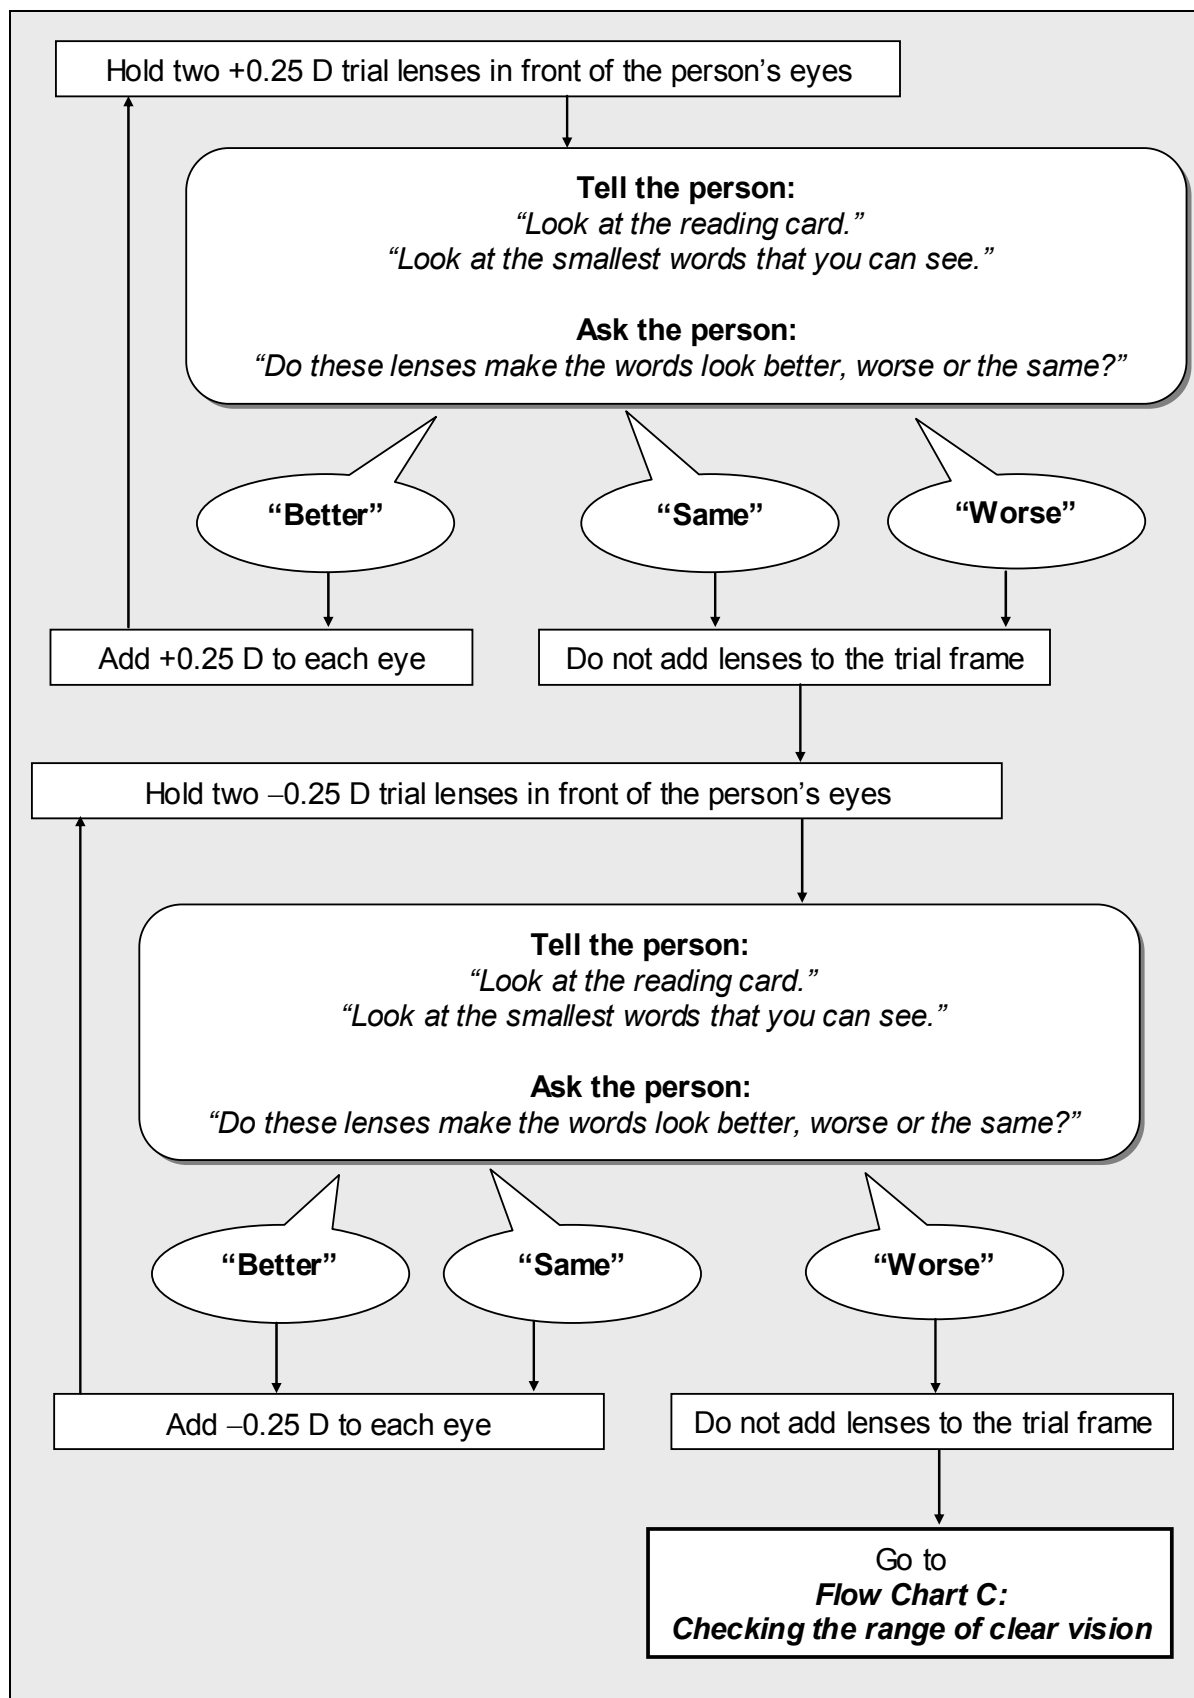 Hold two +0.25 D trial lenses in front of the person’s eyes
Tell the person:
“Look at the reading card.”
“Look at the smallest words that you can see.”
Ask the person:
“Do these lenses make the words look better, worse or the same?”
“Better”
“Same”
“Worse”
Add +0.25 D to each eye
Do not add lenses to the trial frame
Hold two −0.25 D trial lenses in front of the person’s eyes
Tell the person:
“Look at the reading card.”
“Look at the smallest words that you can see.”
Ask the person:
“Do these lenses make the words look better, worse or the same?”
“Better”
“Same”
“Worse”
Add −0.25 D to each eye
Do not add lenses to the trial frame
Go to
Flow Chart C:
Checking the range of clear vision